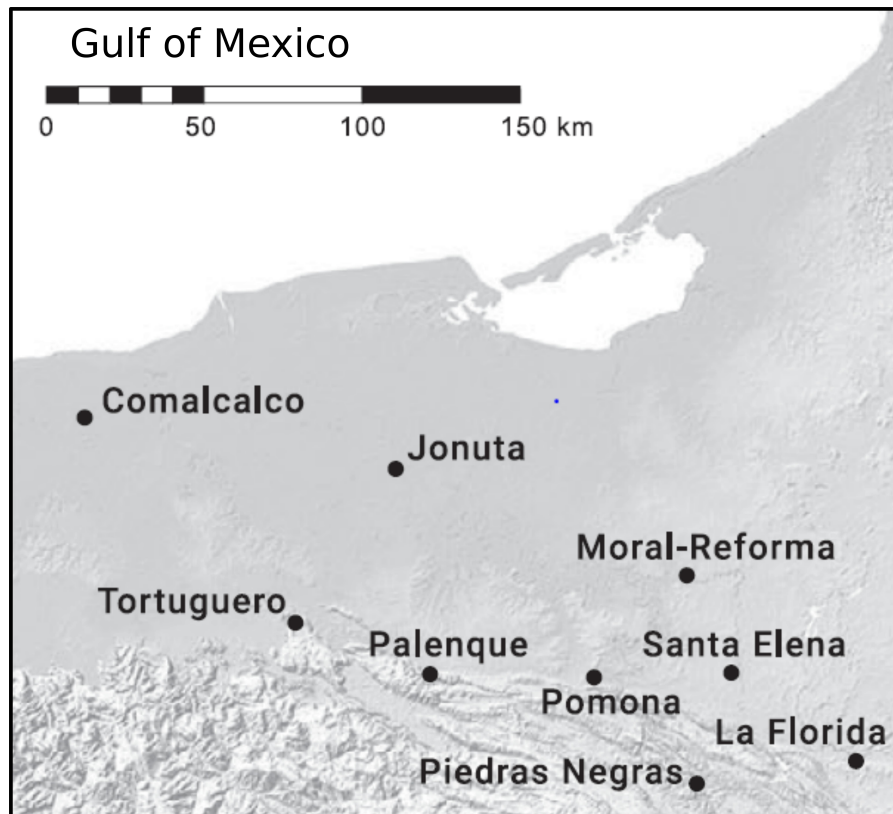 Gulf of Mexico
0 50 100 150 km
Comalcalco
Jonuta
Moral-Reforma
Tortuguero
Palenque
Santa Elena
Pomona
La Florida
Piedras Negras